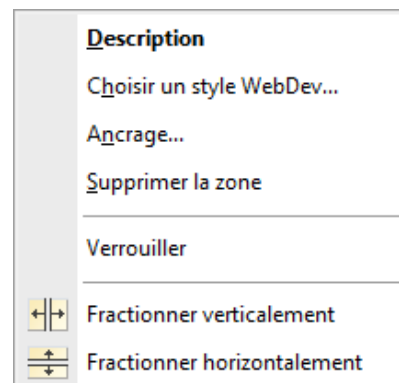 Description
Choisir un style WebDev...
Ancrage...
Supprimer la zone
Verrouiller
Fractionner verticalement
Fractionner horizontalement